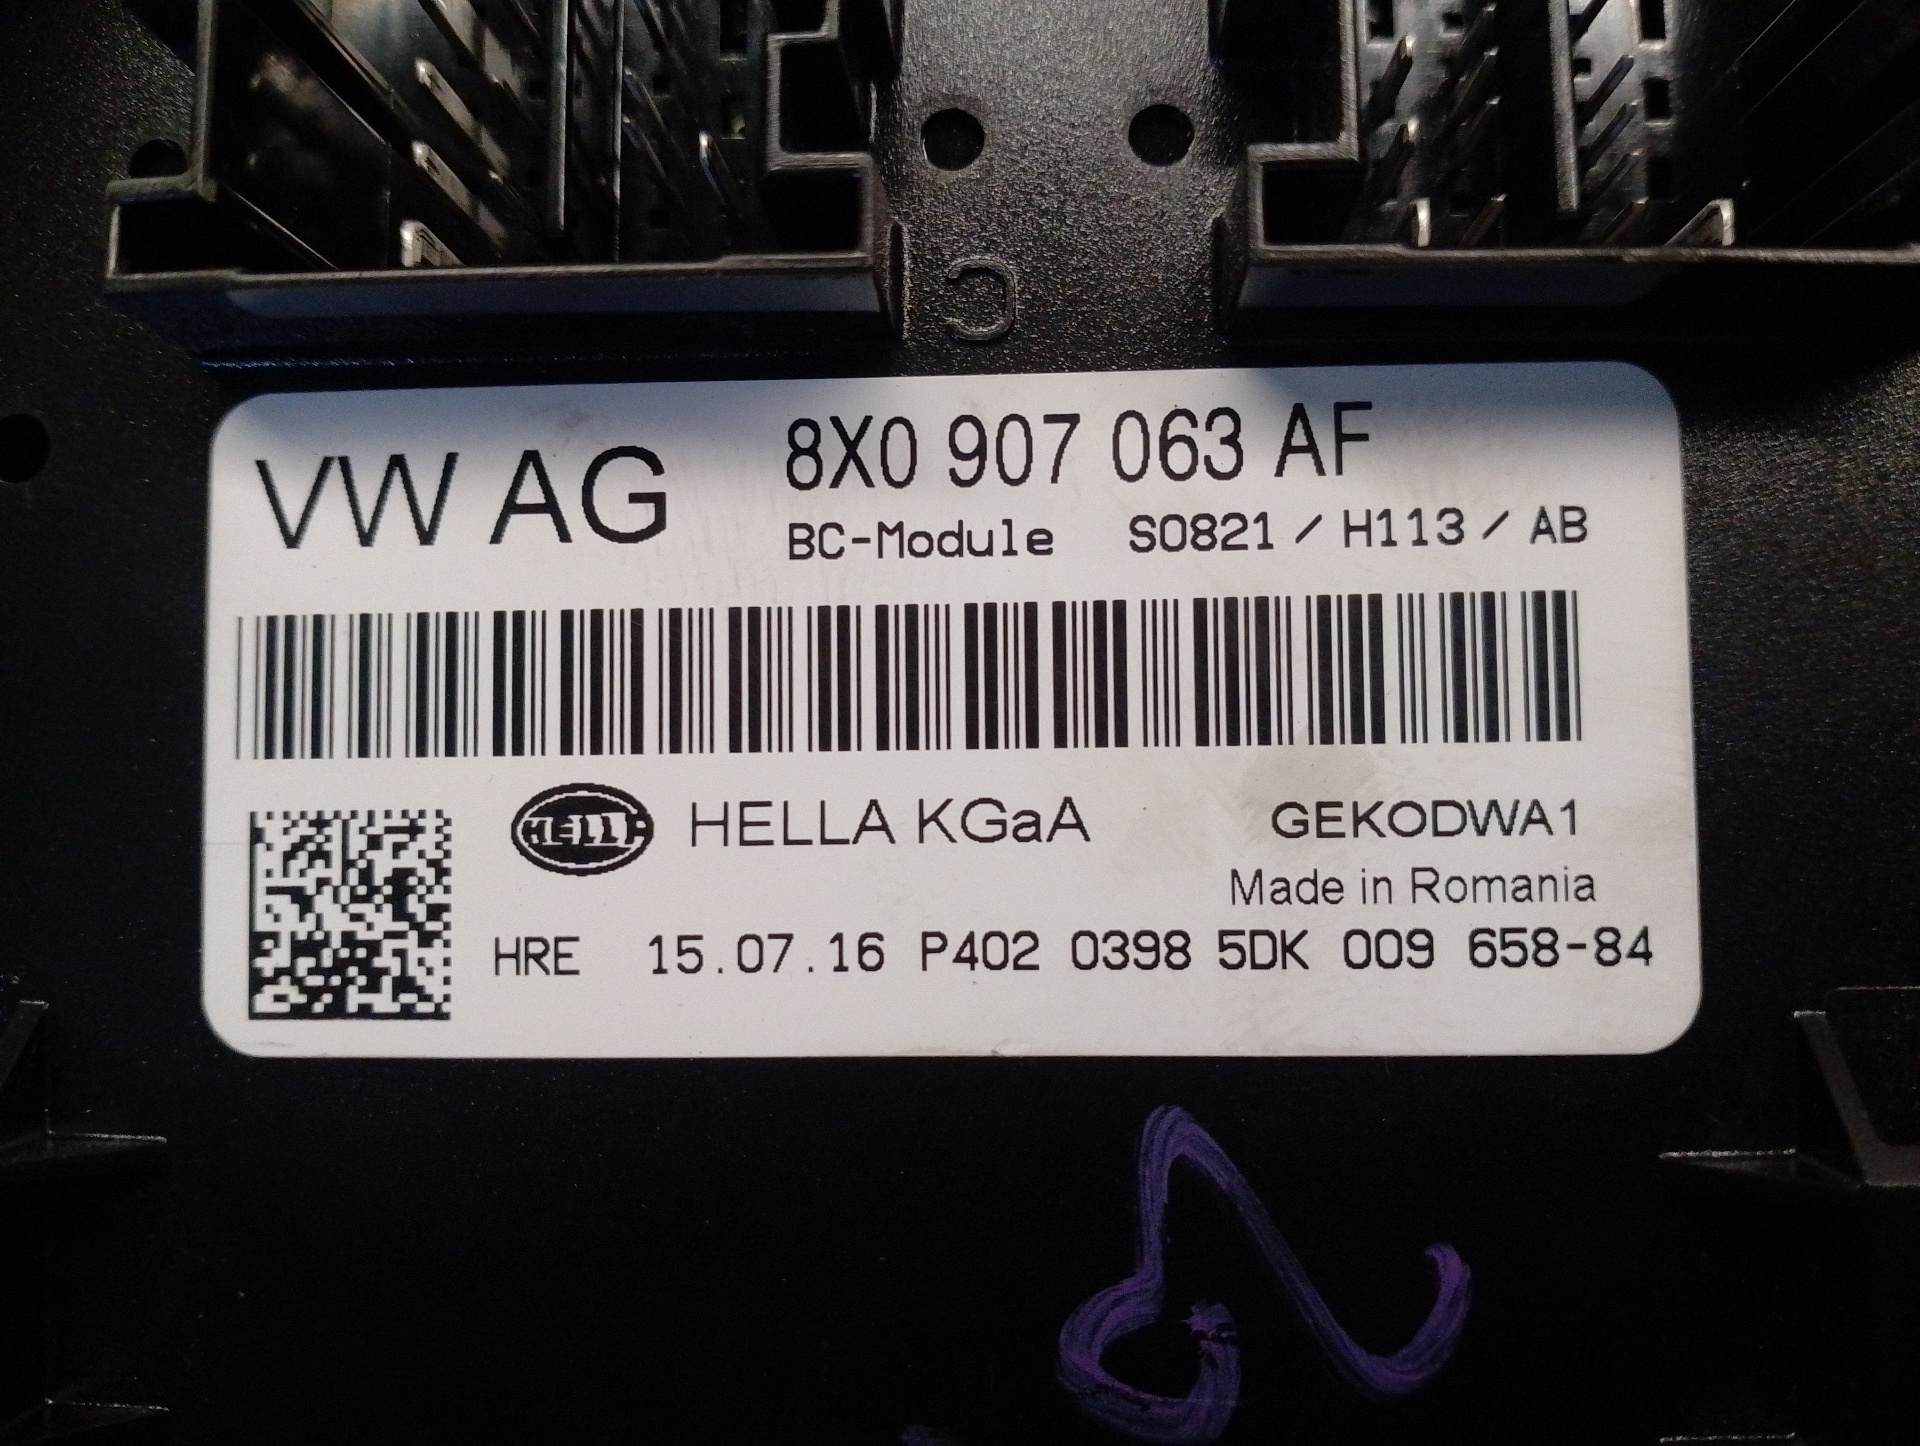 C
VW AG
8X0 907 063 AF
BC-Module S0821 / H113 / AB
HELLA HELLA KGaA GEKODWA1
Made in Romania
HRE 15.07.16 P402 0398 5DK 009 658-84